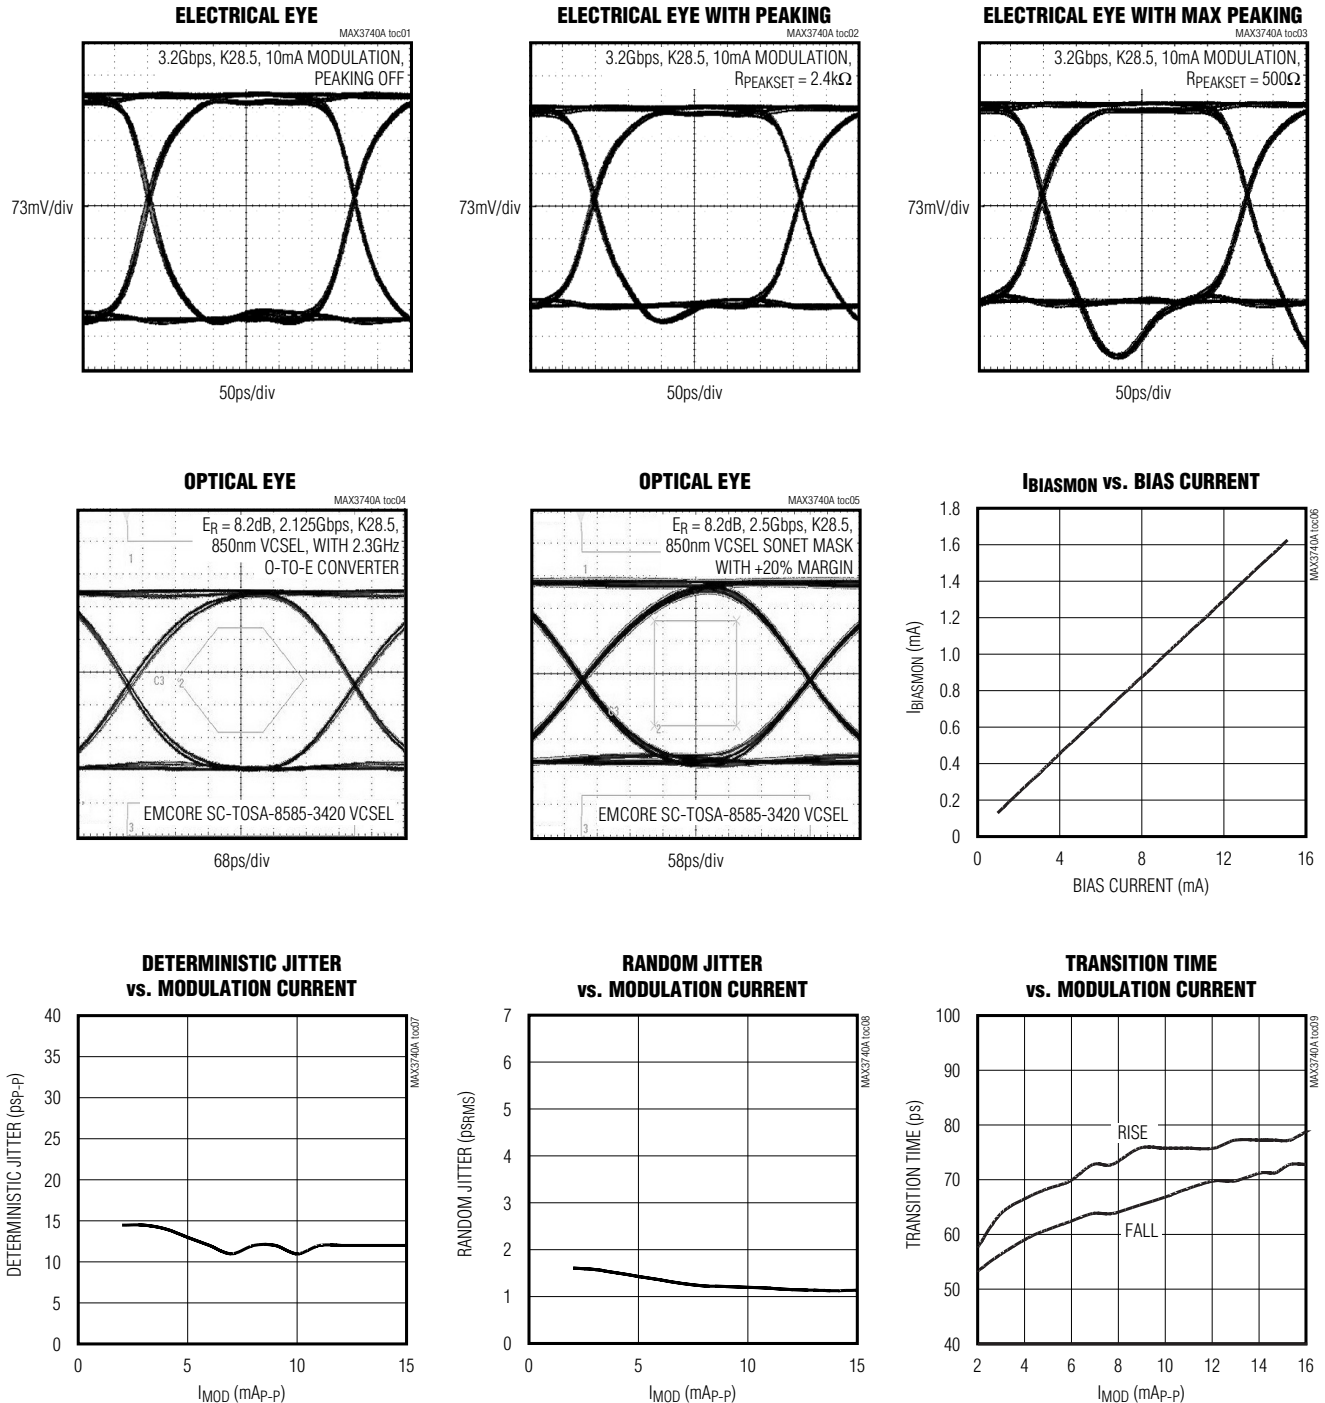 ELECTRICAL EYE
MAX3740A toc01
3.2Gbps, K28.5, 10mA MODULATION,
PEAKING OFF
73mV/div
50ps/div
ELECTRICAL EYE WITH PEAKING
MAX3740A toc02
3.2Gbps, K28.5, 10mA MODULATION,
RPEAKSET = 2.4kΩ
73mV/div
50ps/div
ELECTRICAL EYE WITH MAX PEAKING
MAX3740A toc03
3.2Gbps, K28.5, 10mA MODULATION,
RPEAKSET = 500Ω
73mV/div
50ps/div
OPTICAL EYE
MAX3740A toc04
ER = 8.2dB, 2.125Gbps, K28.5,
850nm VCSEL, WITH 2.3GHz
O-TO-E CONVERTER
1
C3
2
3
EMCORE SC-TOSA-8585-3420 VCSEL
68ps/div
OPTICAL EYE
MAX3740A toc05
ER = 8.2dB, 2.5Gbps, K28.5,
850nm VCSEL SONET MASK
WITH +20% MARGIN
1
C3
2
3
EMCORE SC-TOSA-8585-3420 VCSEL
58ps/div
IBIASMON vs. BIAS CURRENT
MAX3740A toc06
IBIASMON (mA)
1.8
1.6
1.4
1.2
1.0
0.8
0.6
0.4
0.2
0
0 4 8 12 16
BIAS CURRENT (mA)
DETERMINISTIC JITTER
vs. MODULATION CURRENT
MAX3740A toc07
DETERMINISTIC JITTER (psP-P)
40
35
30
25
20
15
10
5
0
0 5 10 15
IMOD (mAP-P)
RANDOM JITTER
vs. MODULATION CURRENT
MAX3740A toc08
RANDOM JITTER (psRMS)
7
6
5
4
3
2
1
0
0 5 10 15
IMOD (mAP-P)
TRANSITION TIME
vs. MODULATION CURRENT
MAX3740A toc09
TRANSITION TIME (ps)
100
90
80
70
60
50
40
RISE
FALL
2 4 6 8 10 12 14 16
IMOD (mAP-P)